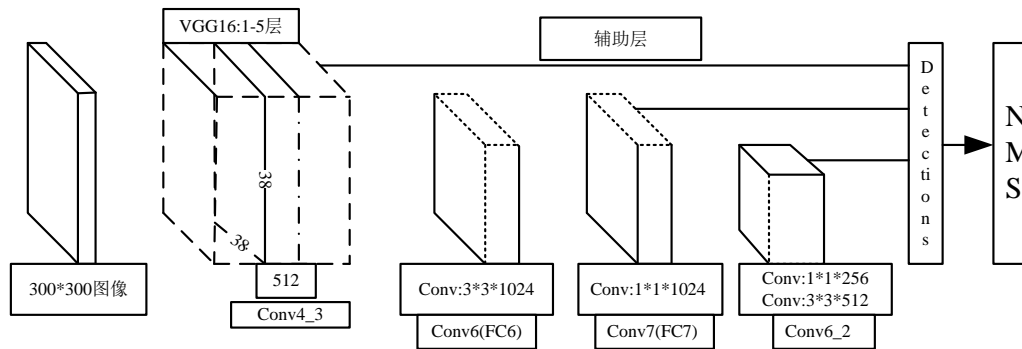 VGG16:1-5层
辅助层
Detections
NMS
38
38
300*300图像
512
Conv4_3
Conv:3*3*1024
Conv6(FC6)
Conv:1*1*1024
Conv7(FC7)
Conv:1*1*256
Conv:3*3*512
Conv6_2